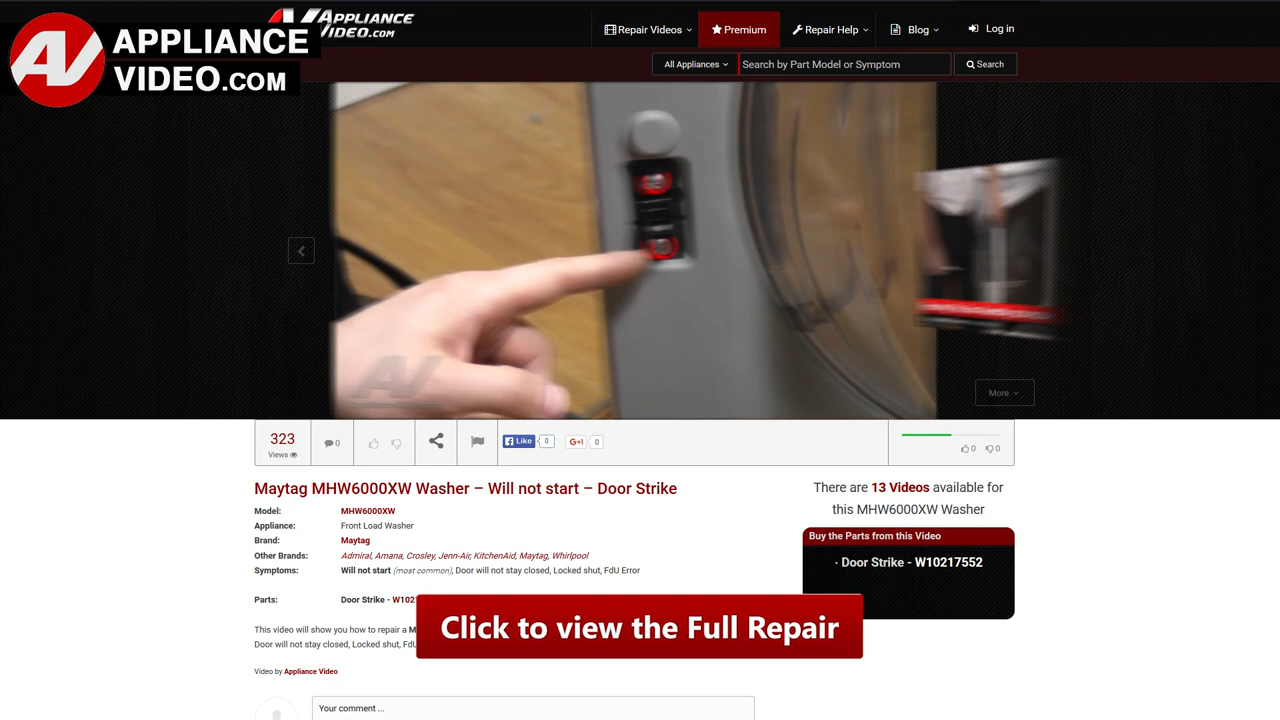 APPLIANCE
VIDEO.COM
APPLIANCE
VIDEO.COM
Repair Videos
Premium
Repair Help
Blog
Log in
All Appliances
Search by Part Model or Symptom
Search
AV
More
323
Views
0
Like
0
G+1
0
0
0
Maytag MHW6000XW Washer – Will not start – Door Strike
Model: MHW6000XW
Appliance: Front Load Washer
Brand: Maytag
Other Brands: Admiral, Amana, Crosley, Jenn-Air, KitchenAid, Maytag, Whirlpool
Symptoms: Will not start (most common), Door will not stay closed, Locked shut, FdU Error
Parts: Door Strike - W1021
This video will show you how to repair a M
Door will not stay closed, Locked shut, FdU
Video by Appliance Video
There are 13 Videos available for
this MHW6000XW Washer
Buy the Parts from this Video
· Door Strike - W10217552
Click to view the Full Repair
Your comment ...